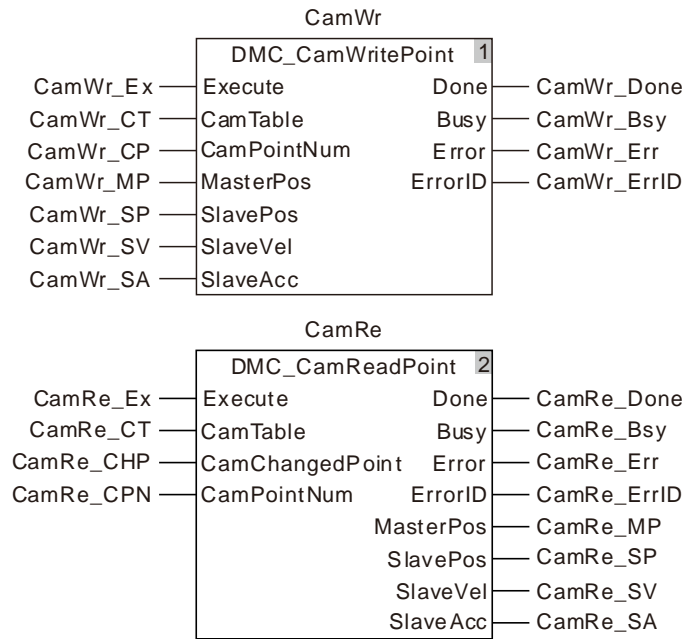 CamWr
DMC_CamWritePoint 1
CamWr_Ex Execute Done CamWr_Done
CamWr_CT CamTable Busy CamWr_Bsy
CamWr_CP CamPointNum Error CamWr_Err
CamWr_MP MasterPos ErrorID CamWr_ErrID
CamWr_SP SlavePos
CamWr_SV SlaveVel
CamWr_SA SlaveAcc
CamRe
DMC_CamReadPoint 2
CamRe_Ex Execute Done CamRe_Done
CamRe_CT CamTable Busy CamRe_Bsy
CamRe_CHP CamChangedPoint Error CamRe_Err
CamRe_CPN CamPointNum ErrorID CamRe_ErrID
MasterPos CamRe_MP
SlavePos CamRe_SP
SlaveVel CamRe_SV
SlaveAcc CamRe_SA